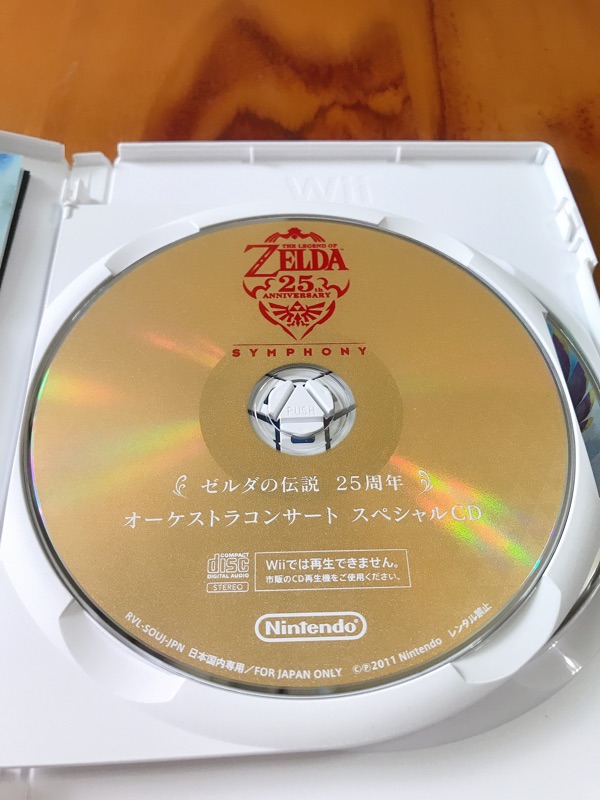 Wii
THE LEGEND OF
ZELDA™
25th
ANNIVERSARY
SYMPHONY
PUSH
ゼルダの伝説 25周年
オーケストラコンサート スペシャルCD
COMPACT
disc
DIGITAL AUDIO
STEREO
Wiiでは再生できません。
市販のCD再生機をご使用ください。
Nintendo
RVL-SOUJ-JPN 日本国内専用/FOR JAPAN ONLY ©℗2011 Nintendo レンタル禁止